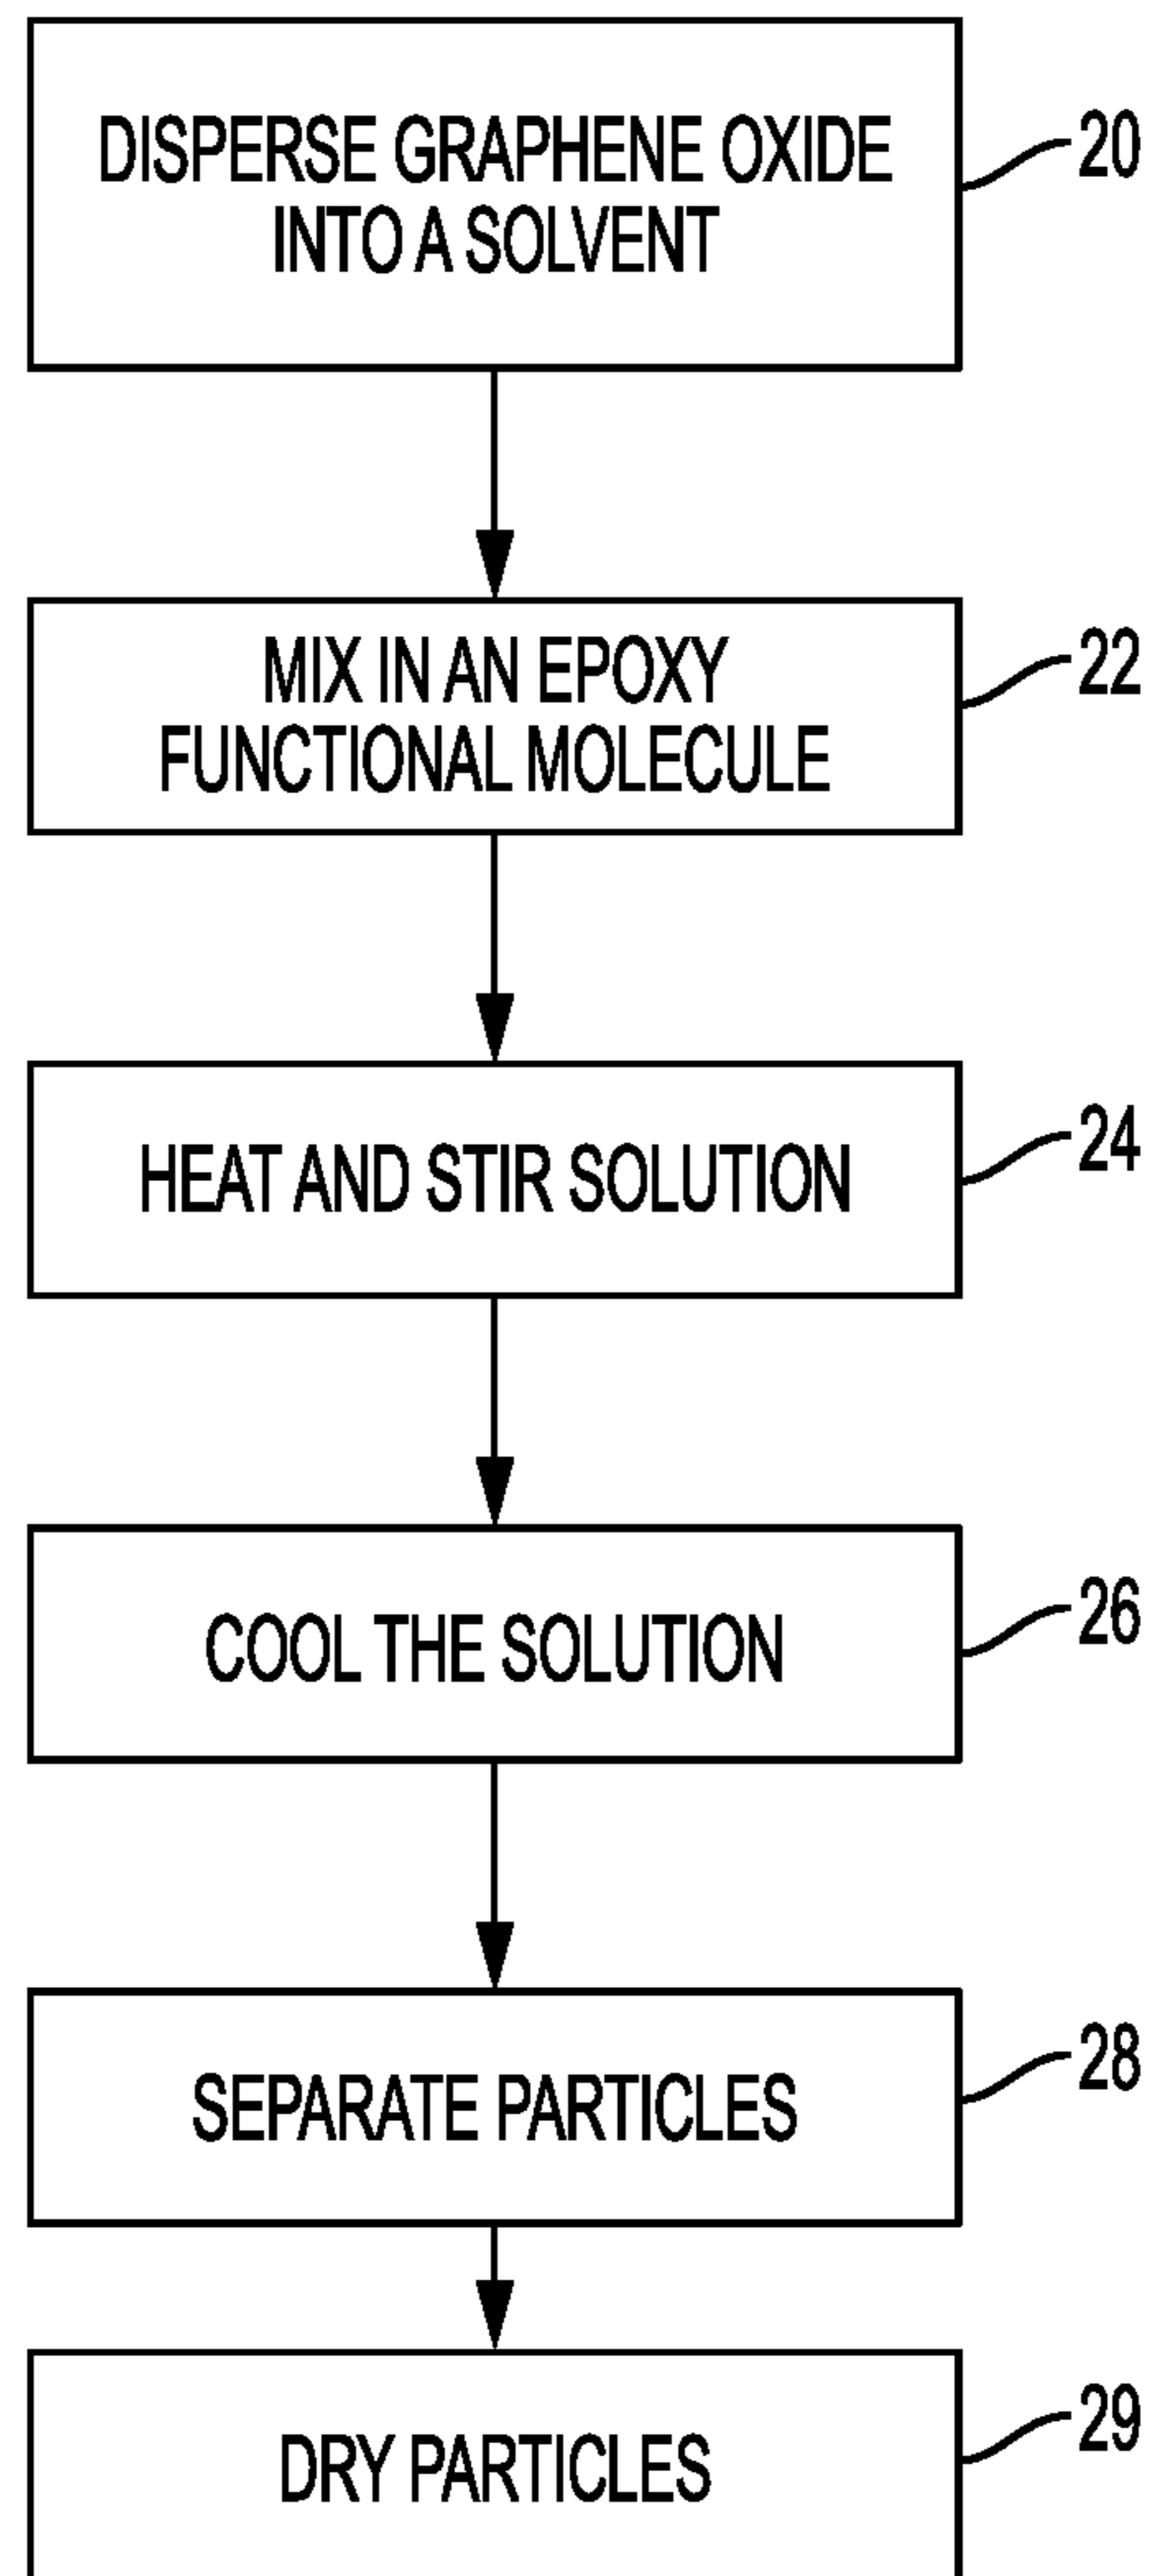 DISPERSE GRAPHENE OXIDE
INTO A SOLVENT
20
MIX IN AN EPOXY
FUNCTIONAL MOLECULE
22
HEAT AND STIR SOLUTION
24
COOL THE SOLUTION
26
SEPARATE PARTICLES
28
DRY PARTICLES
29